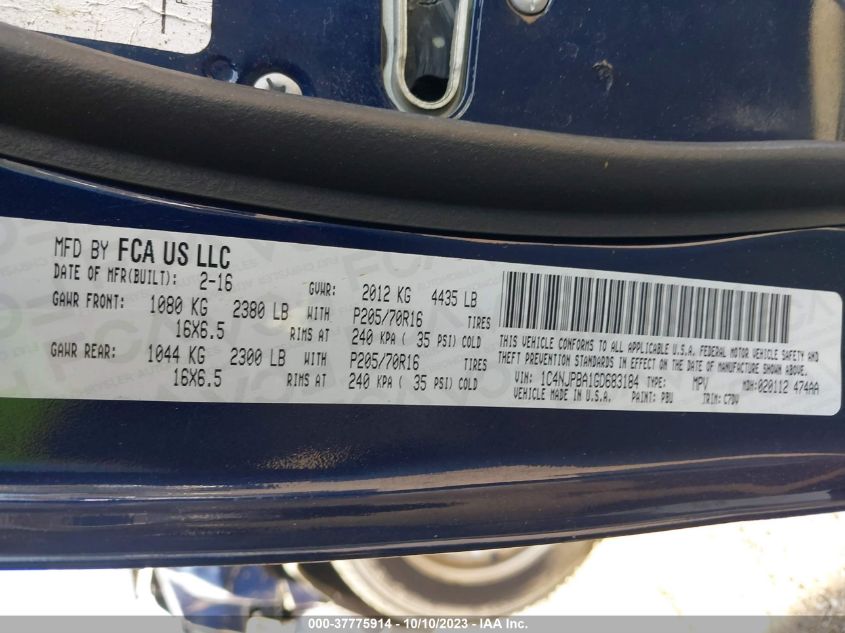 MFD BY FCA US LLC
DATE OF MFR(BUILT): 2-16 GVWR: 2012 KG 4435 LB
GAWR FRONT: 1080 KG 2380 LB WITH P205/70R16 TIRES
16X6.5 RIMS AT 240 KPA ( 35 PSI) COLD
GAWR REAR: 1044 KG 2300 LB WITH P205/70R16 TIRES
16X6.5 RIMS AT 240 KPA ( 35 PSI) COLD
THIS VEHICLE CONFORMS TO ALL APPLICABLE U.S.A. FEDERAL MOTOR VEHICLE SAFETY AND
THEFT PREVENTION STANDARDS IN EFFECT ON THE DATE OF MANUFACTURE SHOWN ABOVE.
VIN: 1C4NJPBA1GD683184 TYPE: MPV MDH:020112 474AA
VEHICLE MADE IN U.S.A. PAINT: PBU TRIM: C7DV
000-37775914 - 10/10/2023 - IAA Inc.